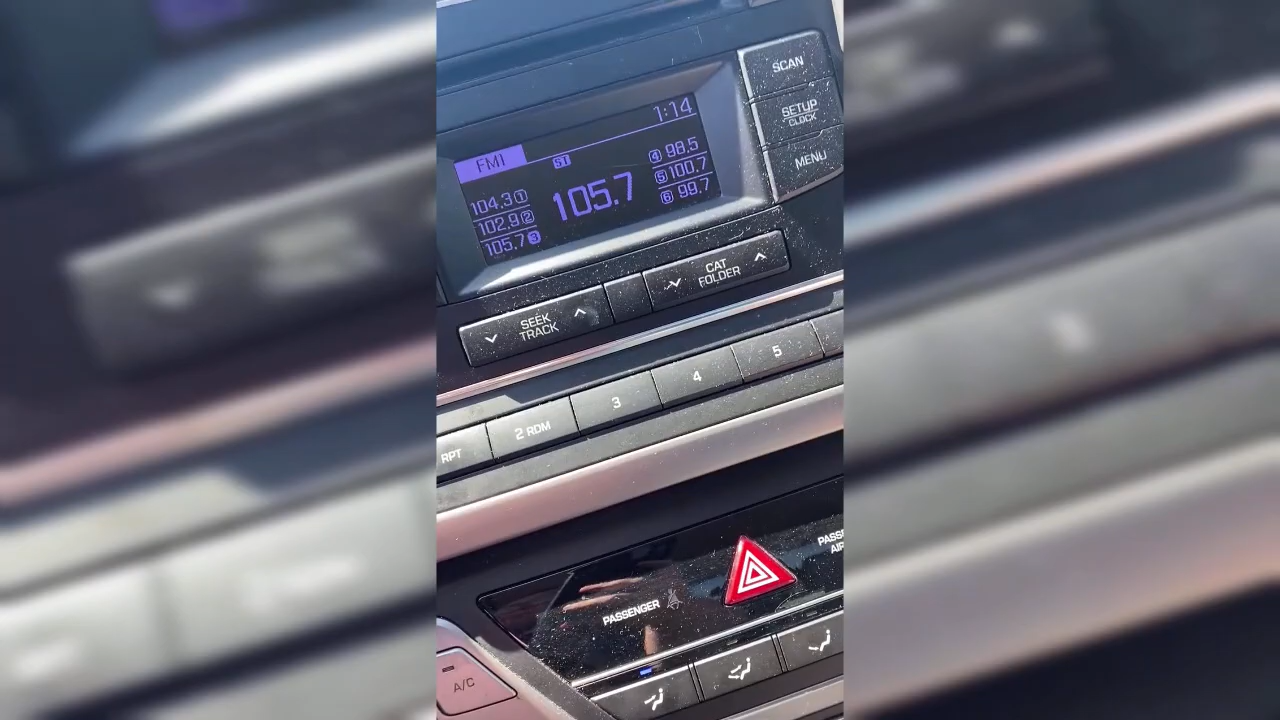 1:14
FM1
ST
104.3 1
102.9 2
105.7 3
105.7
4 98.5
5 100.7
6 99.7
SCAN
SETUP
CLOCK
MENU
SEEK
TRACK
CAT
FOLDER
RPT
2 RDM
3
4
5
PASSENGER
A/C